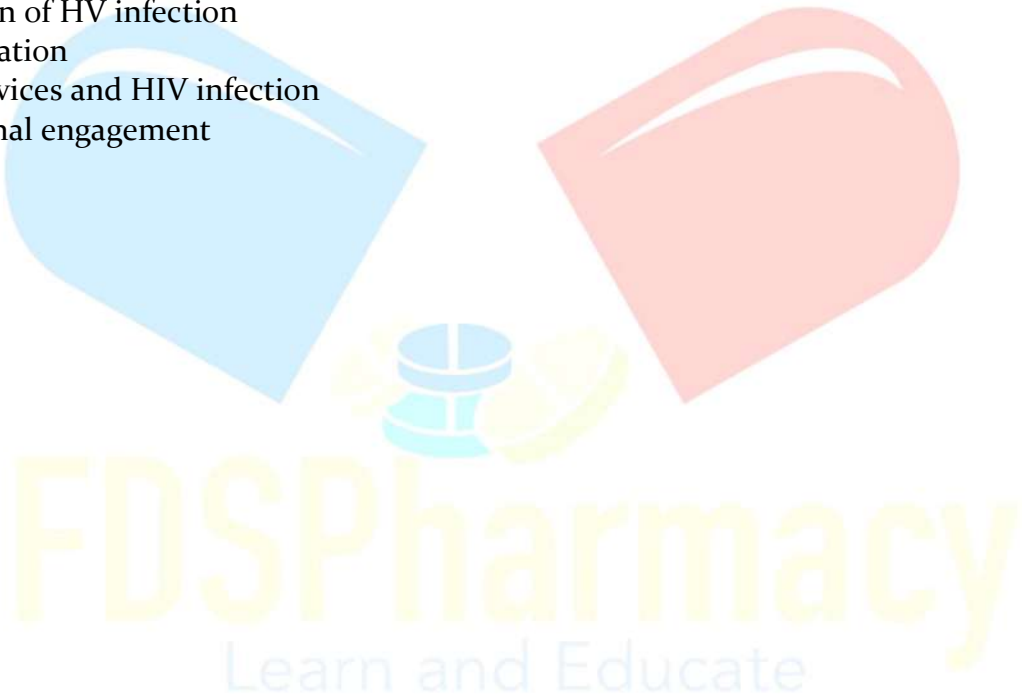 n of HV infection
ation
vices and HIV infection
nal engagement
FDSPharmacy
Learn and Educate